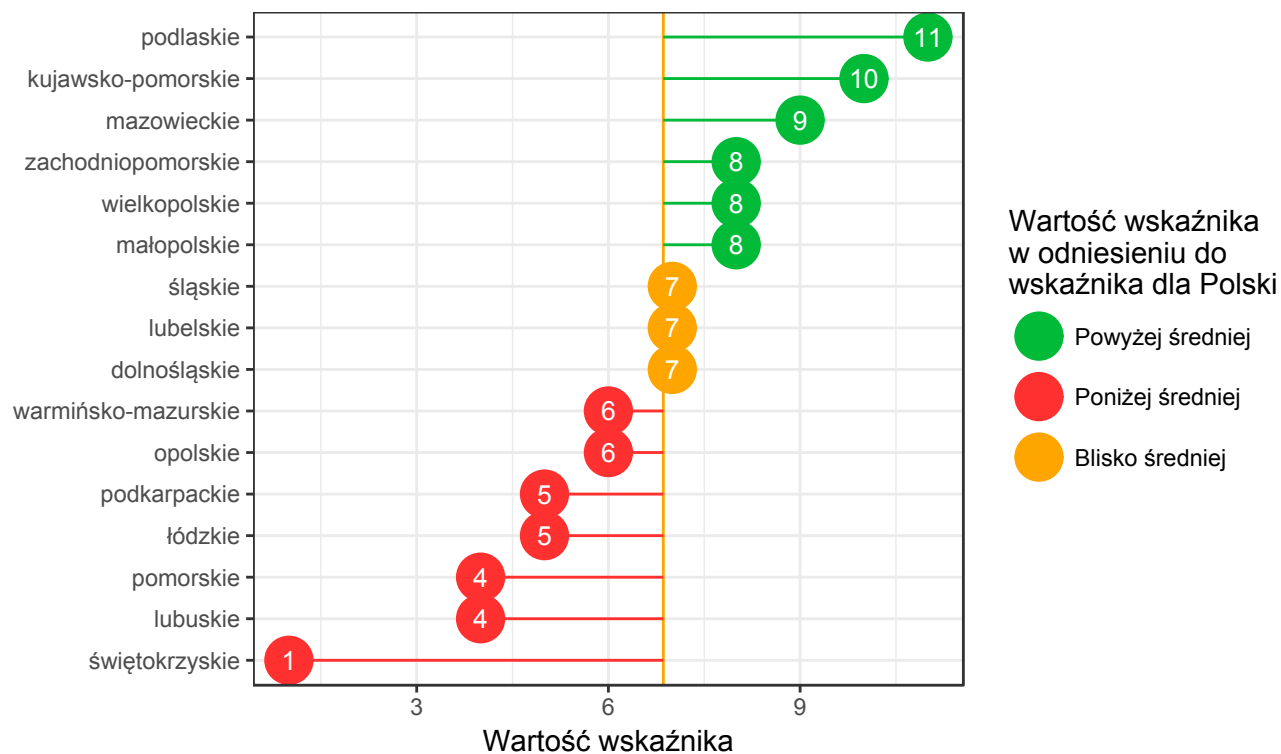 podlaskie 11
kujawsko-pomorskie 10
mazowieckie 9
zachodniopomorskie 8
wielkopolskie 8
małopolskie 8
śląskie 7
lubelskie 7
dolnośląskie 7
warmińsko-mazurskie 6
opolskie 6
podkarpackie 5
łódzkie 5
pomorskie 4
lubuskie 4
świętokrzyskie 1
3 6 9
Wartość wskaźnika
Wartość wskaźnika
w odniesieniu do
wskaźnika dla Polski
Powyżej średniej
Poniżej średniej
Blisko średniej